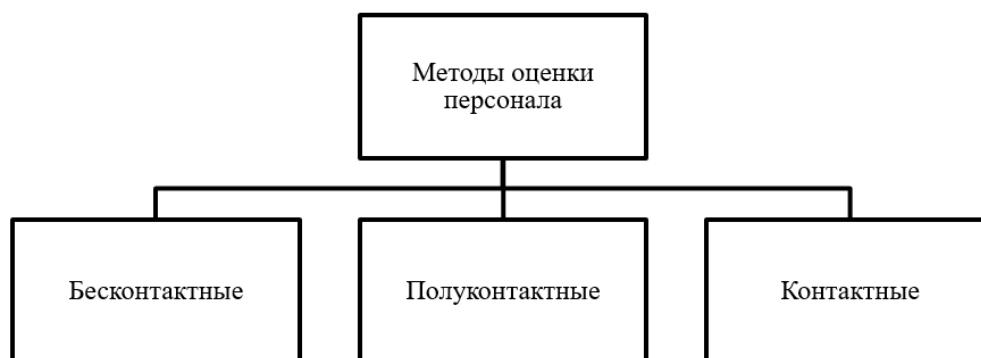 Методы оценки
персонала
Бесконтактные
Полуконтактные
Контактные